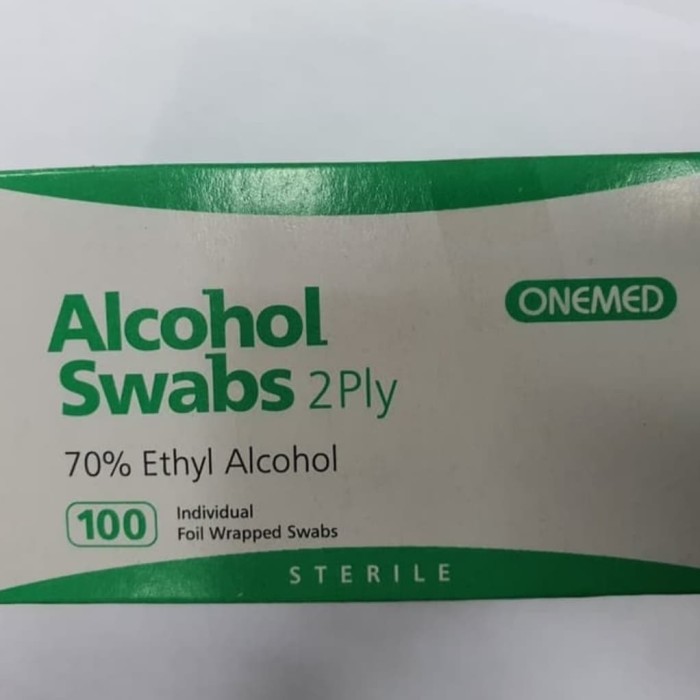 Alcohol
Swabs 2Ply
ONEMED
70% Ethyl Alcohol
100 Individual
Foil Wrapped Swabs
STERILE